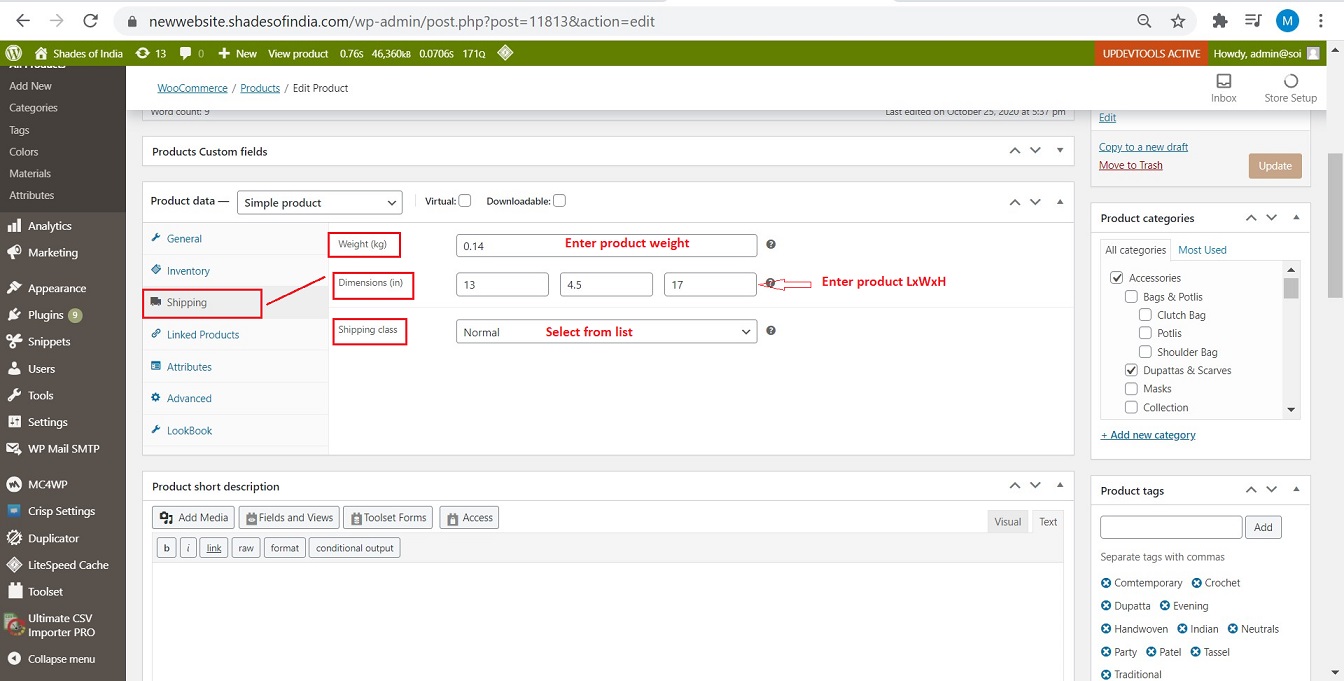 newwebsite.shadesofindia.com/wp-admin/post.php?post=11813&action=edit
M
Shades of India 13 0 New View product 0.76s 46,360kB 0.0706s 171Q UPDEVTOOLS ACTIVE Howdy, admin@soi
All Products
Add New
Categories
Tags
Colors
Materials
Attributes
Analytics
Marketing
Appearance
Plugins 9
Snippets
Users
Tools
Settings
WP Mail SMTP
MC4WP
Crisp Settings
Duplicator
LiteSpeed Cache
Toolset
Ultimate CSV
Importer PRO
Collapse menu
WooCommerce / Products / Edit Product
Inbox
Store Setup
Word count: 9
Last edited on October 25, 2020 at 5:37 pm
Products Custom fields
Product data — Simple product Virtual: Downloadable:
General
Inventory
Shipping
Linked Products
Attributes
Advanced
LookBook
Weight (kg) 0.14 Enter product weight
Dimensions (in) 13 4.5 17 Enter product LxWxH
Shipping class Normal Select from list
Product short description
Add Media Fields and Views Toolset Forms Access
Visual Text
b i link raw format conditional output
Edit
Copy to a new draft
Move to Trash
Update
Product categories
All categories Most Used
Accessories
Bags & Potlis
Clutch Bag
Potlis
Shoulder Bag
Dupattas & Scarves
Masks
Collection
+ Add new category
Product tags
Add
Separate tags with commas
Comtemporary Crochet
Dupatta Evening
Handwoven Indian Neutrals
Party Patel Tassel
Traditional